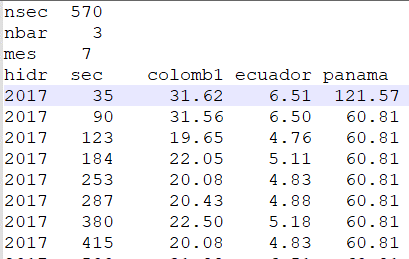 nsec 570
nbar 3
mes 7
hidr sec colomb1 ecuador panama
2017 35 31.62 6.51 121.57
2017 90 31.56 6.50 60.81
2017 123 19.65 4.76 60.81
2017 184 22.05 5.11 60.81
2017 253 20.08 4.83 60.81
2017 287 20.43 4.88 60.81
2017 380 22.50 5.18 60.81
2017 415 20.08 4.83 60.81